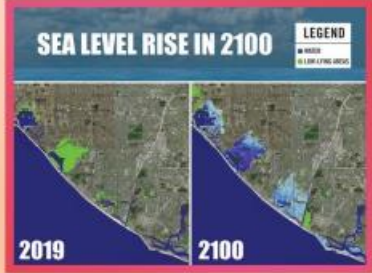 SEA LEVEL RISE IN 2100
LEGEND
WATER
LOW-LYING AREAS
2019
2100